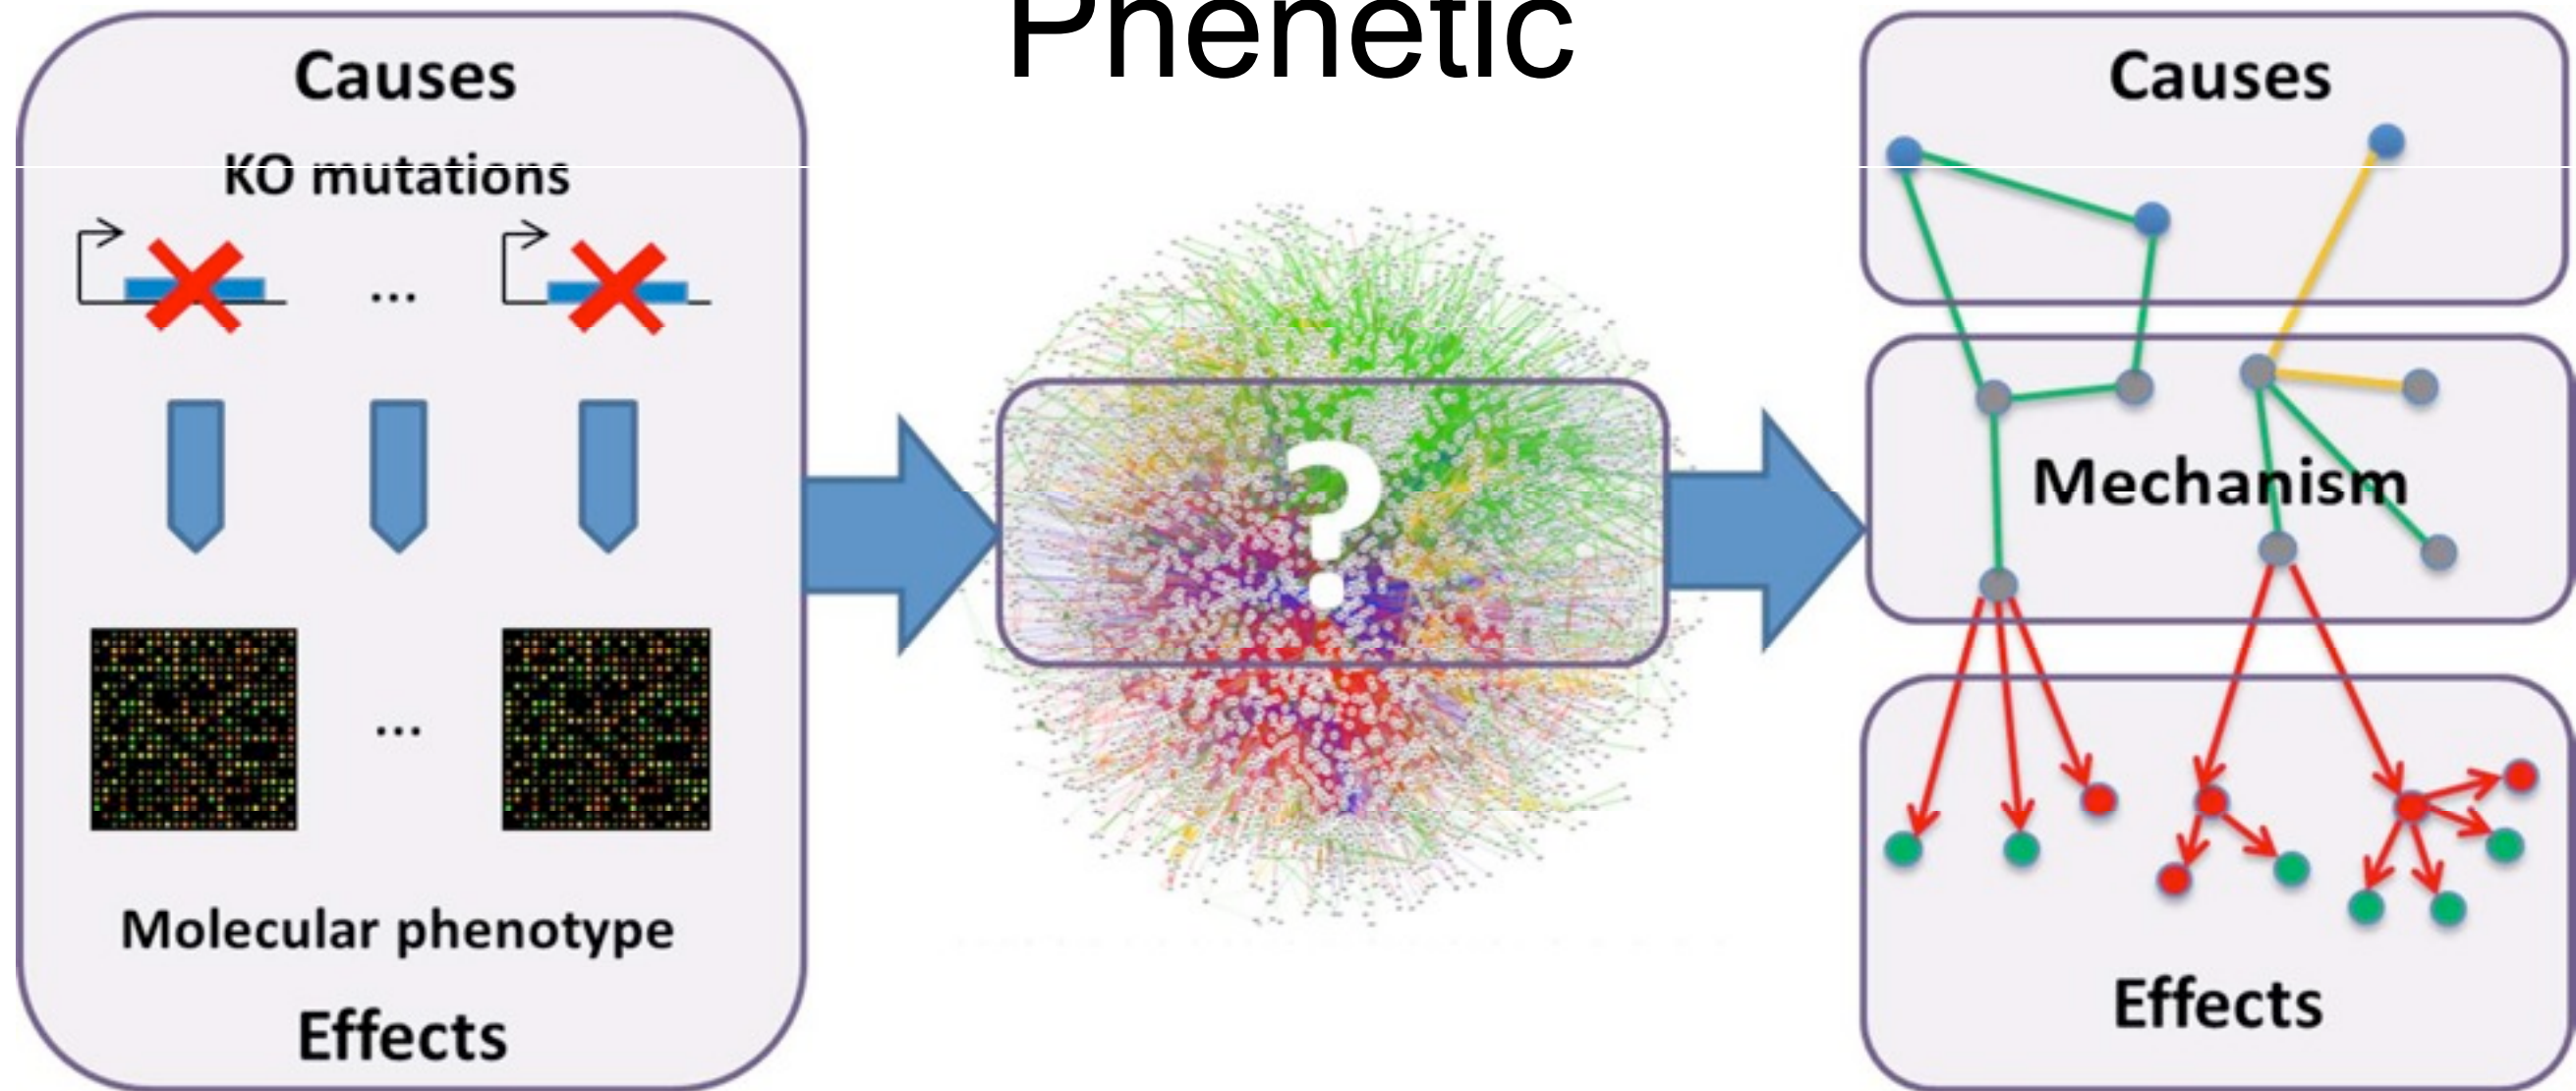 Phenetic
Causes
KO mutations
...
...
Molecular phenotype
Effects
?
Causes
Mechanism
Effects